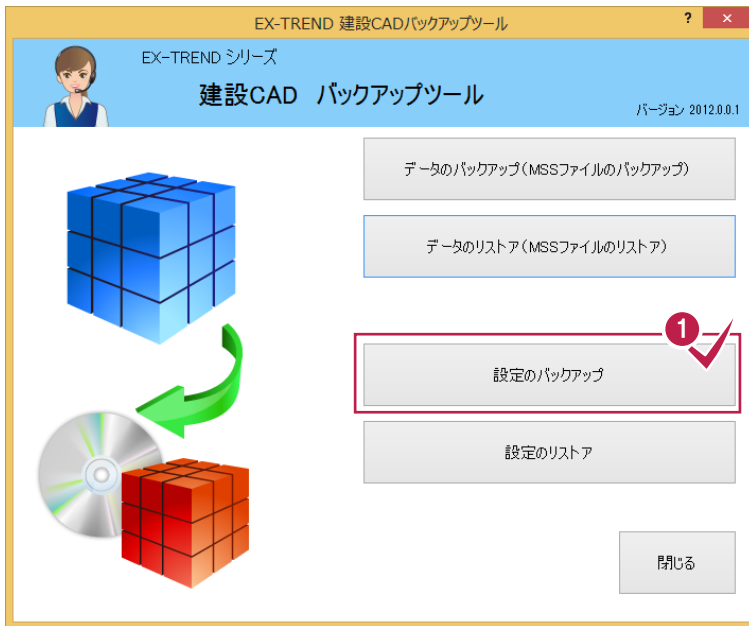 EX-TREND 建設CADバックアップツール
? ×
EX-TREND シリーズ
建設CAD バックアップツール
バージョン 2012.0.0.1
データのバックアップ(MSSファイルのバックアップ)
データのリストア(MSSファイルのリストア)
1
設定のバックアップ
設定のリストア
閉じる